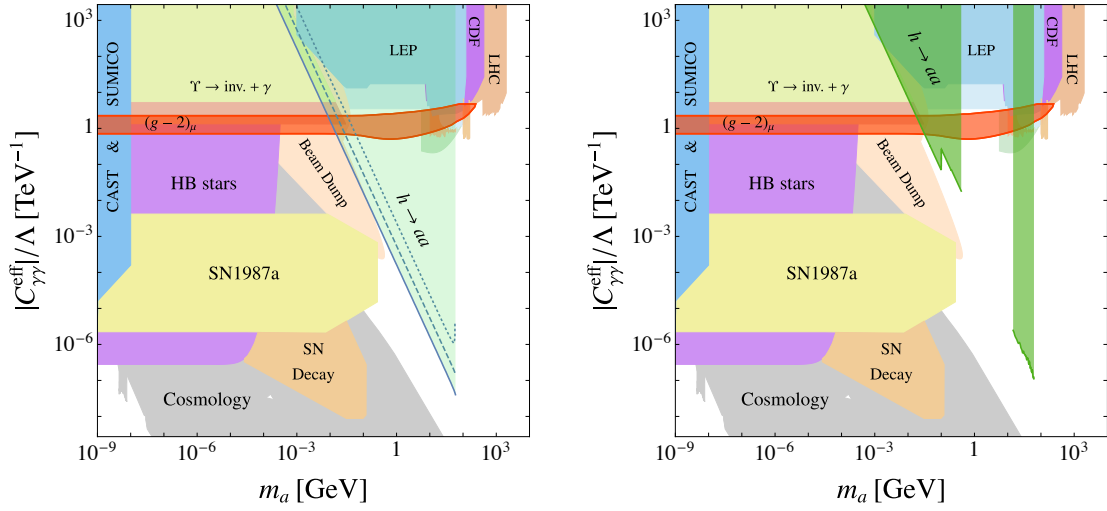 10³
1
10⁻³
10⁻⁶
|C_γγ^eff|/Λ [TeV⁻¹]
CAST & SUMICO
LEP
CDF
LHC
Υ → inv. + γ
(g−2)_μ
HB stars
Beam Dump
h → aa
SN1987a
SN
Decay
Cosmology
10⁻⁹
10⁻⁶
10⁻³
1
10³
m_a [GeV]
10³
1
10⁻³
10⁻⁶
|C_γγ^eff|/Λ [TeV⁻¹]
CAST & SUMICO
h → aa
LEP
CDF
LHC
Υ → inv. + γ
(g−2)_μ
HB stars
Beam Dump
SN1987a
SN
Decay
Cosmology
10⁻⁹
10⁻⁶
10⁻³
1
10³
m_a [GeV]